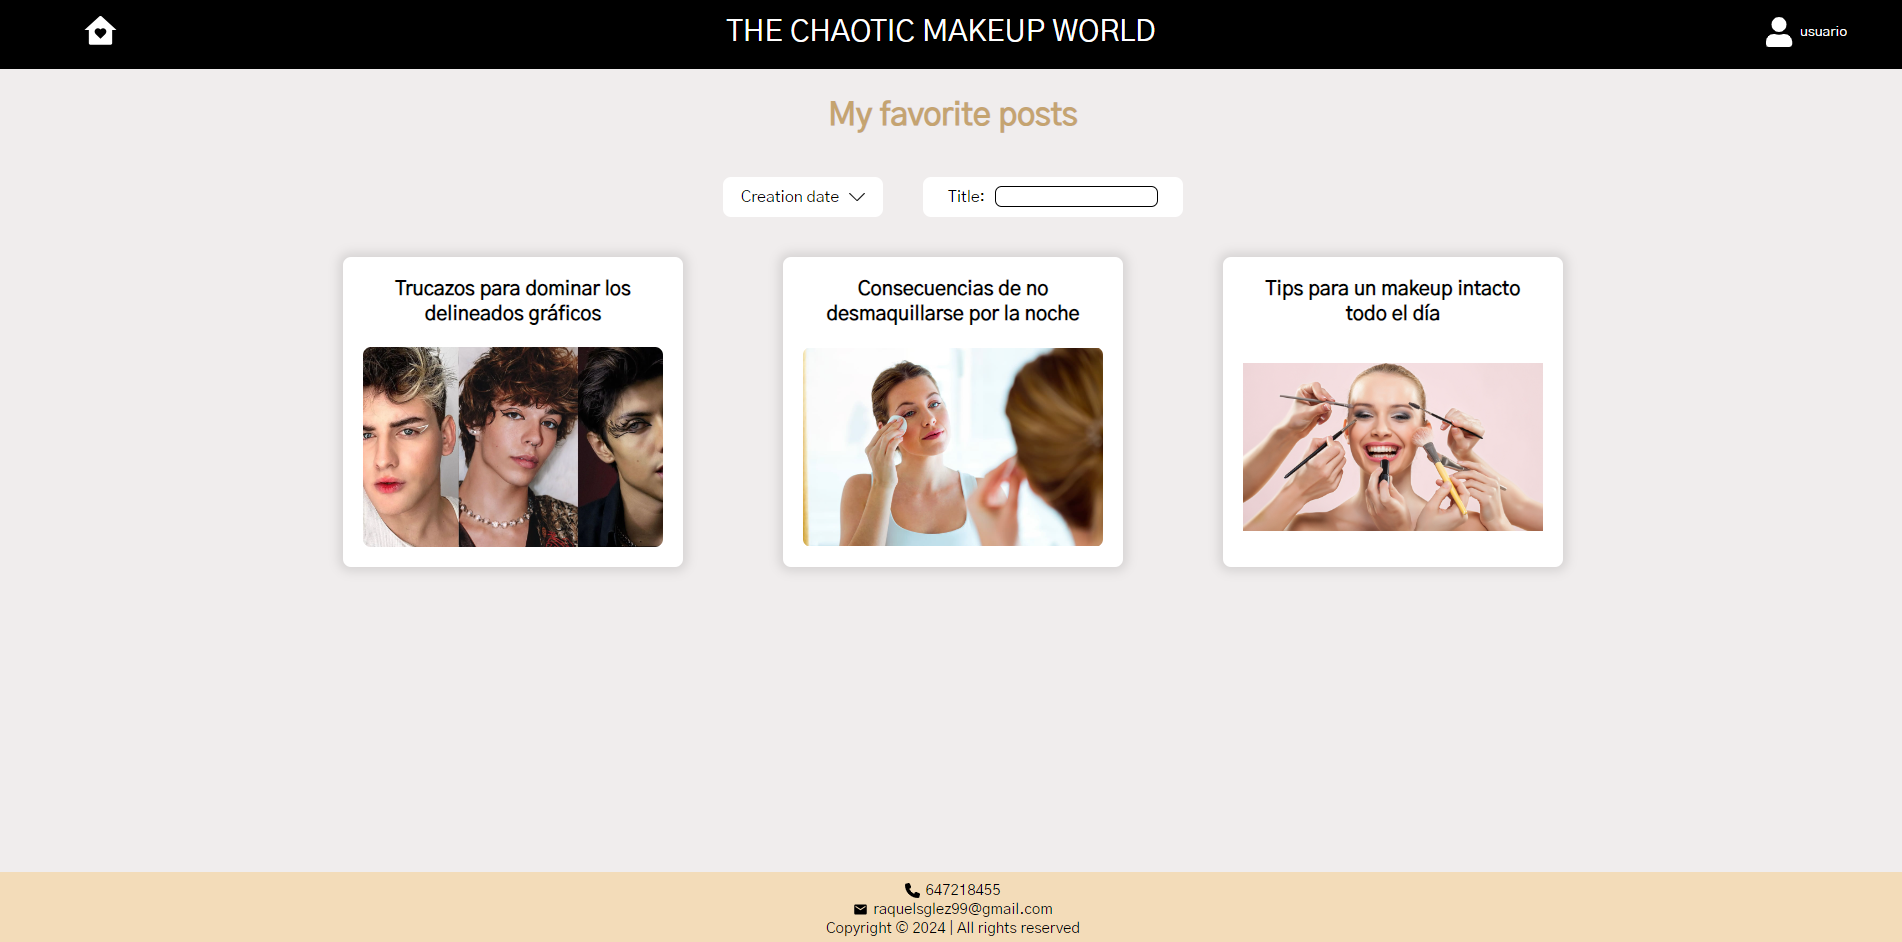 THE CHAOTIC MAKEUP WORLD
usuario
My favorite posts
Creation date
Title:
Trucazos para dominar los
delineados gráficos
Consecuencias de no
desmaquillarse por la noche
Tips para un makeup intacto
todo el día
647218455
raquelsglez99@gmail.com
Copyright © 2024 | All rights reserved